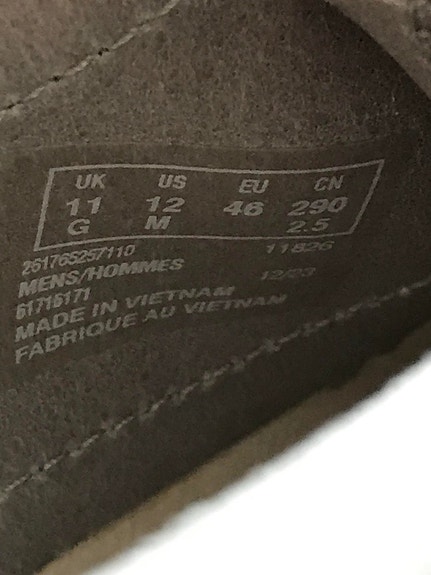 UK US EU CN
11 12 46 290
G M 2.5
261765257110 11826
MENS/HOMMES 12/23
61716171
MADE IN VIETNAM
FABRIQUE AU VIETNAM